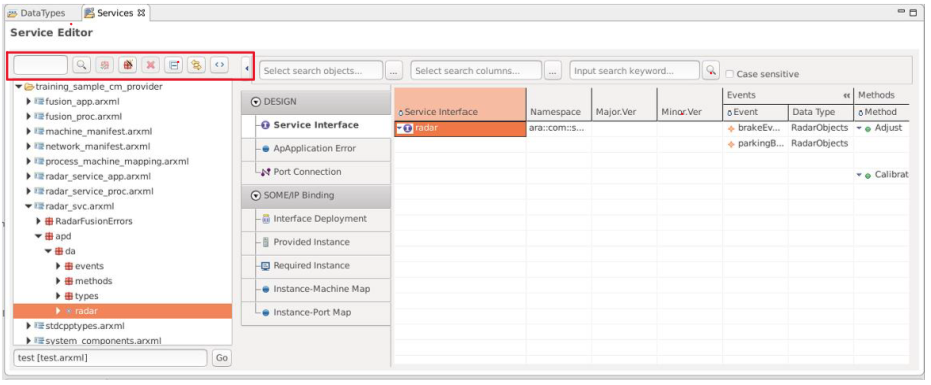 DataTypes
Services
Service Editor
Select search objects...
...
Select search columns...
...
Input search keyword...
Case sensitive
training_sample_cm_provider
fusion_app.arxml
fusion_proc.arxml
machine_manifest.arxml
network_manifest.arxml
process_machine_mapping.arxml
radar_service_app.arxml
radar_service_proc.arxml
radar_svc.arxml
RadarFusionErrors
apd
da
events
methods
types
radar
stdcpptypes.arxml
system_components.arxml
test [test.arxml]
Go
DESIGN
Service Interface
ApApplication Error
Port Connection
SOME/IP Binding
Interface Deployment
Provided Instance
Required Instance
Instance-Machine Map
Instance-Port Map
Events
Methods
Service Interface
Namespace
Major.Ver
Minor.Ver
Event
Data Type
Method
radar
ara::com::s...
brakeEv...
RadarObjects
Adjust
parkingB...
RadarObjects
Calibrat